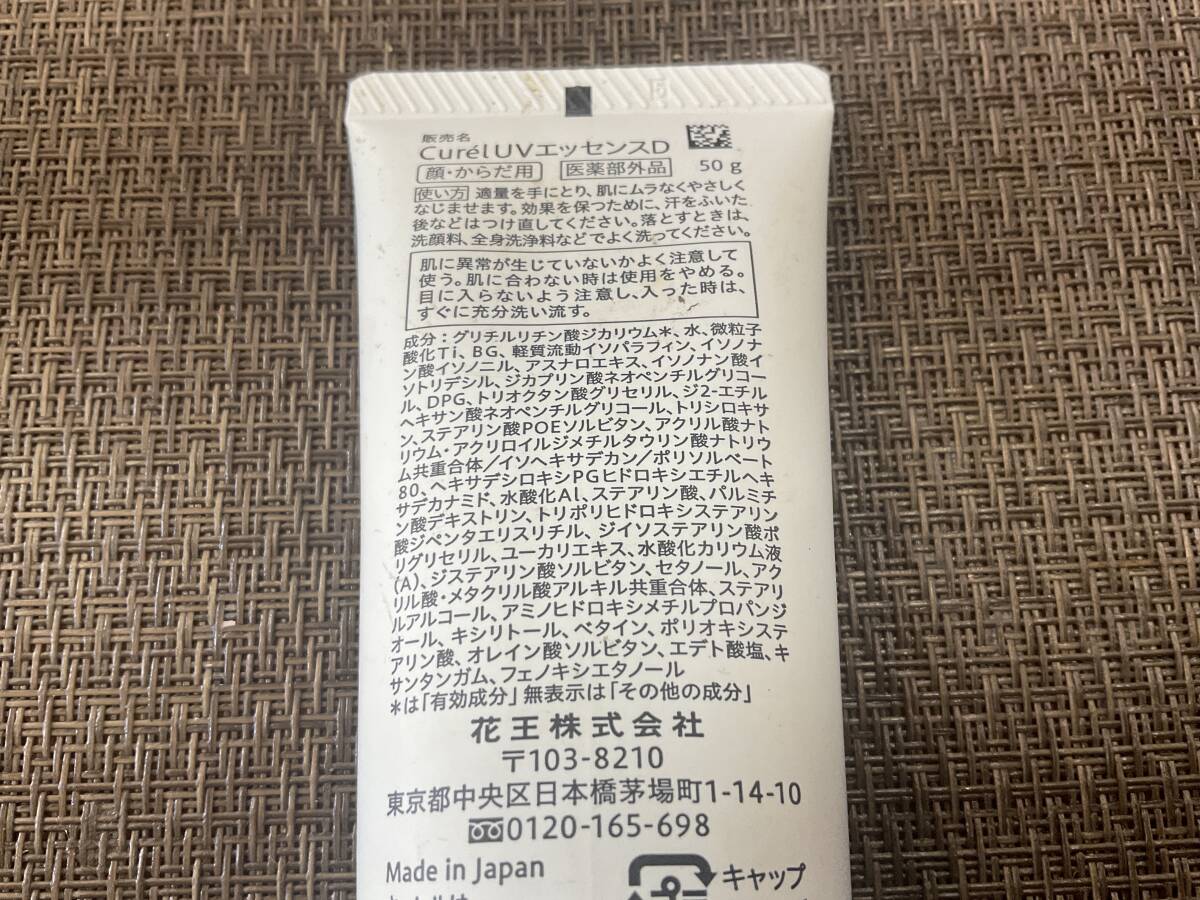 販売名
Curél UVエッセンスD
顔・からだ用 医薬部外品 50g
使い方 適量を手にとり、肌にムラなくやさしく
なじませます。効果を保つために、汗をふいた
後などはつけ直してください。落とすときは、
洗顔料、全身洗浄料などでよく洗ってください。
肌に異常が生じていないかよく注意して
使う。肌に合わない時は使用をやめる。
目に入らないよう注意し、入った時は、
すぐに充分洗い流す。
成分：グリチルリチン酸ジカリウム*、水、微粒子
酸化Ti、BG、軽質流動イソパラフィン、イソノナ
ン酸イソノニル、アスナロエキス、イソノナン酸イ
ソトリデシル、ジカプリン酸ネオペンチルグリコー
ル、DPG、トリオクタン酸グリセリル、ジ2-エチル
ヘキサン酸ネオペンチルグリコール、トリシロキサ
ン、ステアリン酸POEソルビタン、アクリル酸ナト
リウム・アクリロイルジメチルタウリン酸ナトリウ
ム共重合体/イソヘキサデカン/ポリソルベート
80、ヘキサデシロキシPGヒドロキシエチルヘキ
サデカナミド、水酸化Al、ステアリン酸、パルミチ
ン酸デキストリン、トリポリヒドロキシステアリン
酸ジペンタエリスリチル、ジイソステアリン酸ポ
リグリセリル、ユーカリエキス、水酸化カリウム液
(A)、ジステアリン酸ソルビタン、セタノール、アク
リル酸・メタクリル酸アルキル共重合体、ステアリ
ルアルコール、アミノヒドロキシメチルプロパンジ
オール、キシリトール、ベタイン、ポリオキシステ
アリン酸、オレイン酸ソルビタン、エデト酸塩、キ
サンタンガム、フェノキシエタノール
*は「有効成分」無表示は「その他の成分」
花王株式会社
〒103-8210
東京都中央区日本橋茅場町1-14-10
0120-165-698
Made in Japan
キャップ